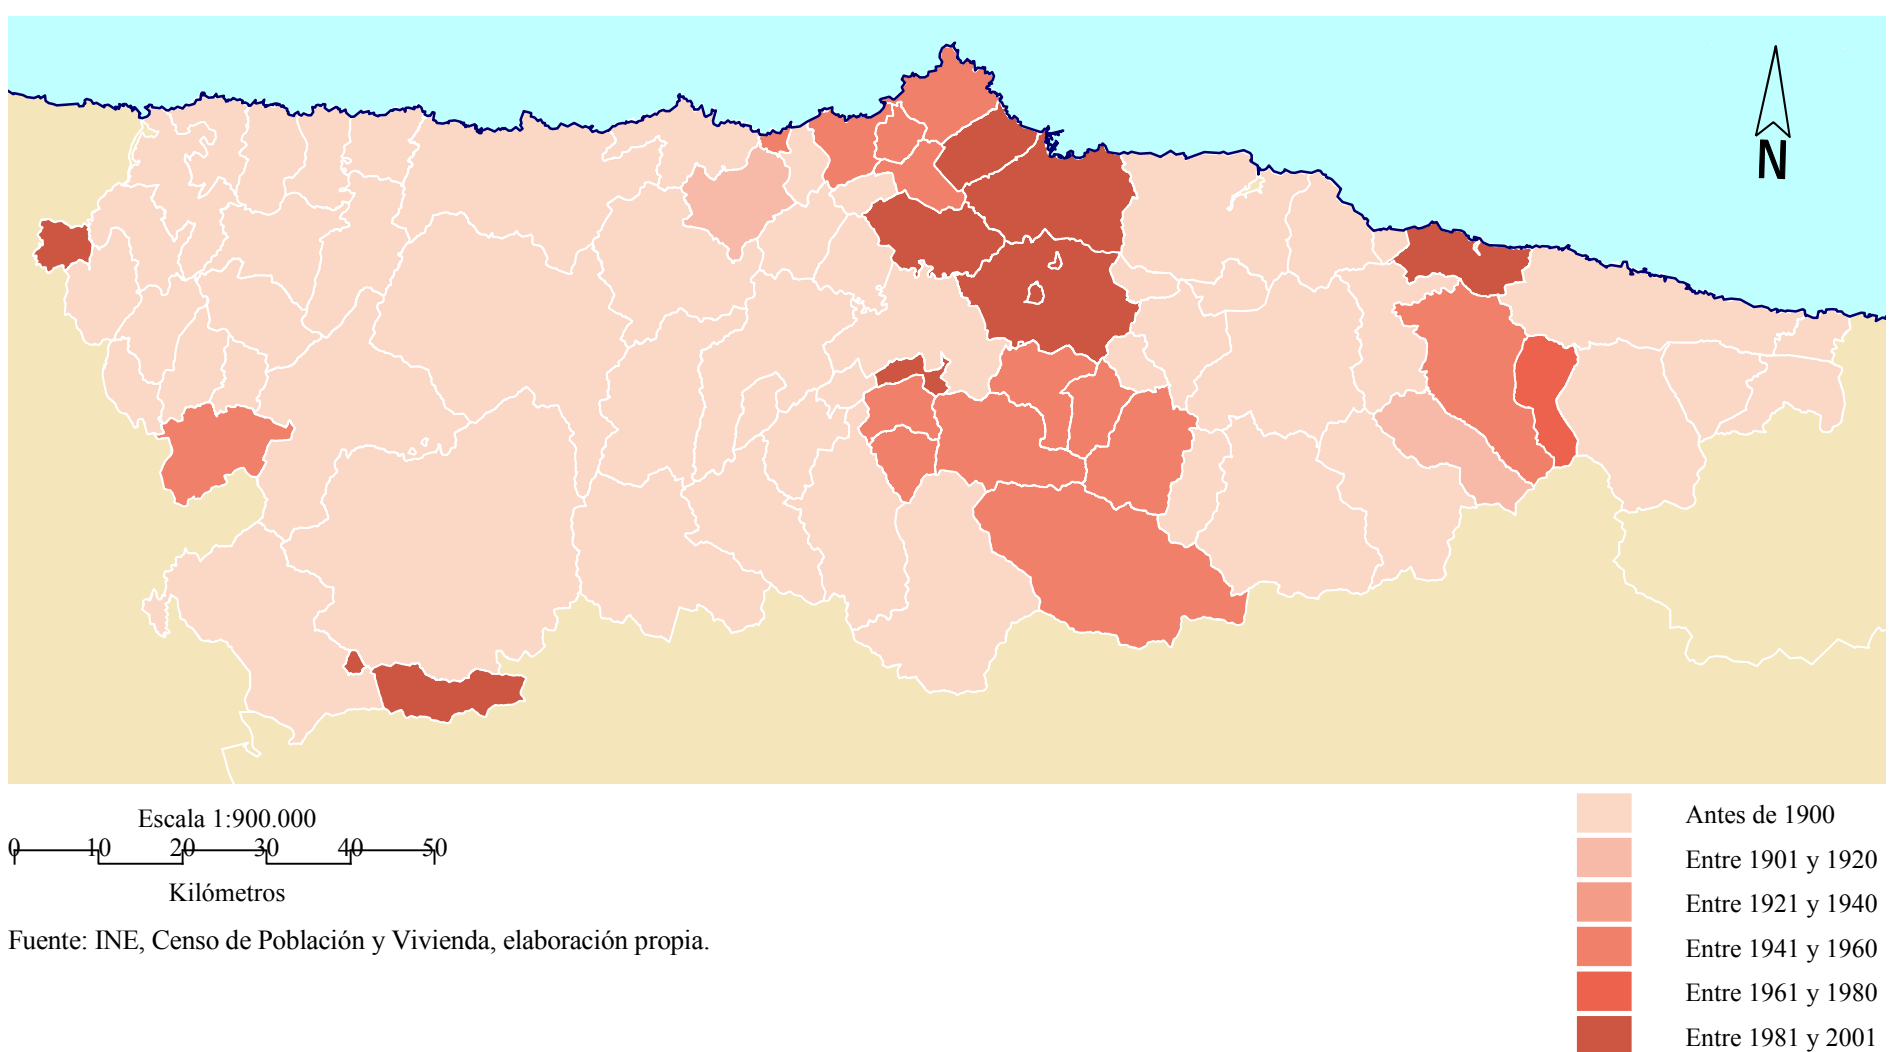 N
Escala 1:900.000
0 10 20 30 40 50
Kilómetros
Fuente: INE, Censo de Población y Vivienda, elaboración propia.
Antes de 1900
Entre 1901 y 1920
Entre 1921 y 1940
Entre 1941 y 1960
Entre 1961 y 1980
Entre 1981 y 2001